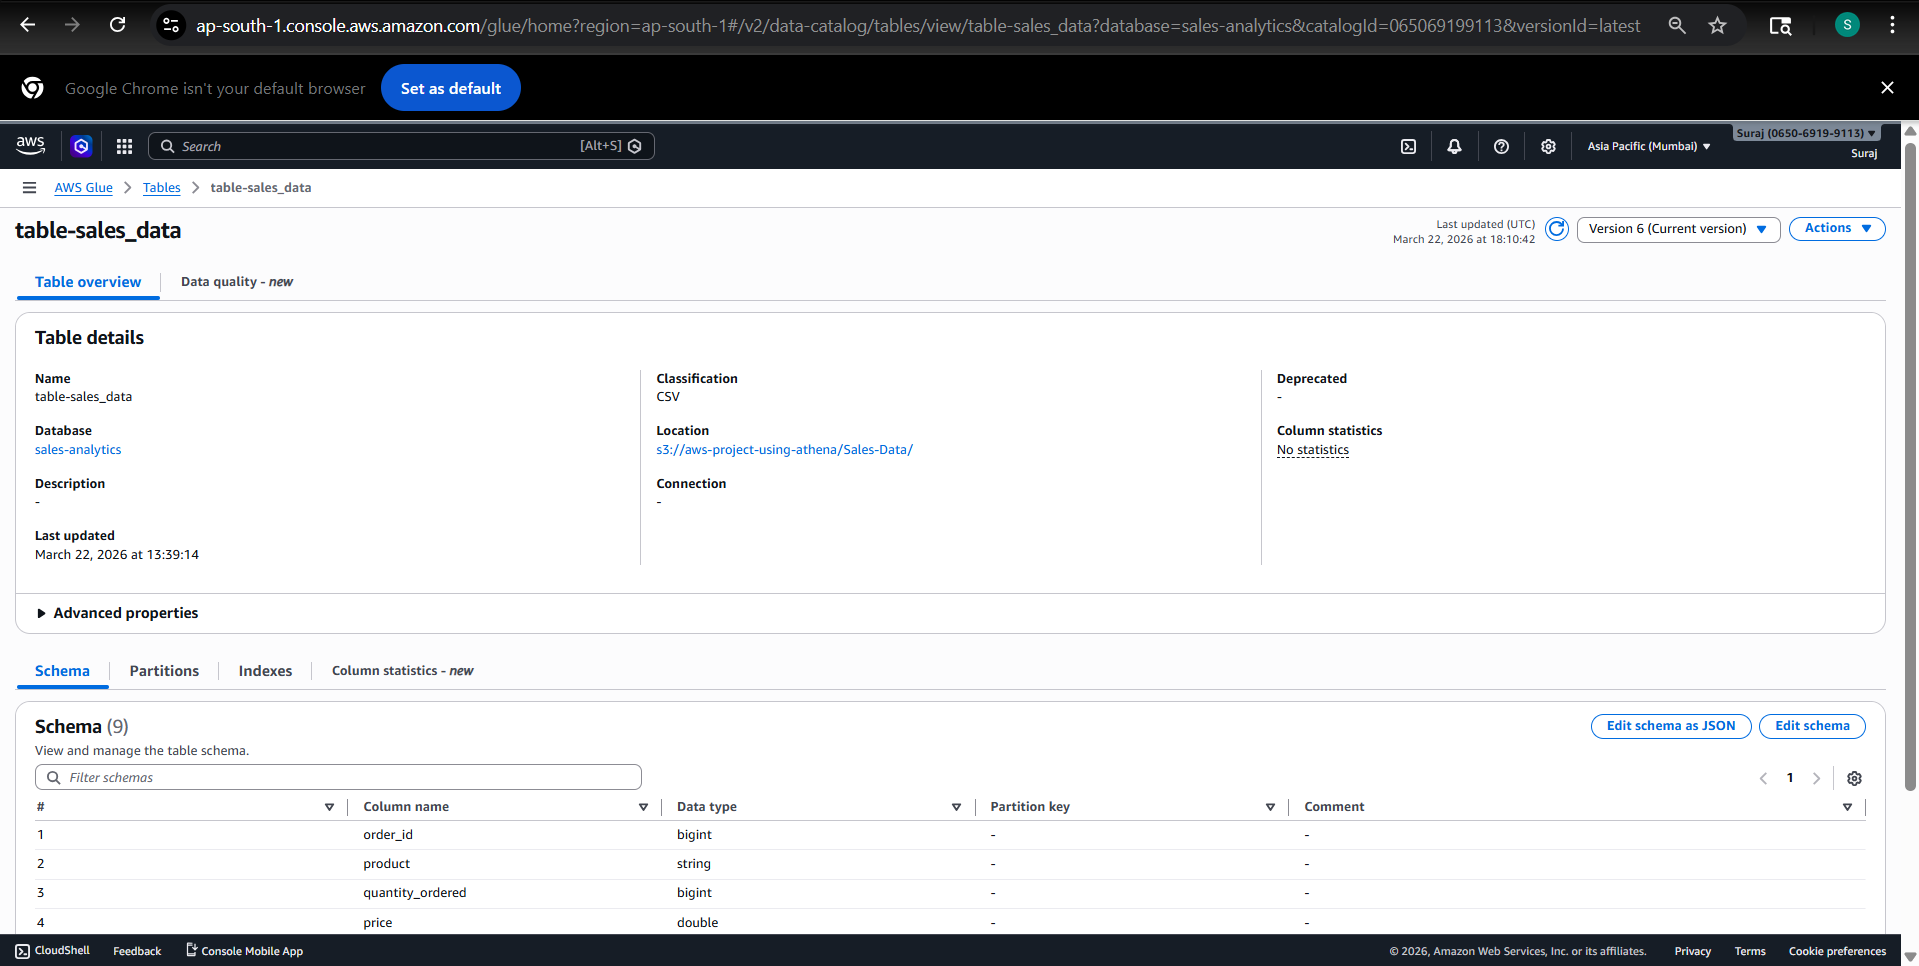 ap-south-1.console.aws.amazon.com/glue/home?region=ap-south-1#/v2/data-catalog/tables/view/table-sales_data?database=sales-analytics&catalogId=065069199113&versionId=latest
S
Google Chrome isn't your default browser
Set as default
aws
Search
[Alt+S]
Asia Pacific (Mumbai)
Suraj (0650-6919-9113)
Suraj
AWS Glue
Tables
table-sales_data
table-sales_data
Last updated (UTC)
March 22, 2026 at 18:10:42
Version 6 (Current version)
Actions
Table overview
Data quality - new
Table details
Name
table-sales_data
Database
sales-analytics
Description
-
Last updated
March 22, 2026 at 13:39:14
Classification
CSV
Location
s3://aws-project-using-athena/Sales-Data/
Connection
-
Deprecated
-
Column statistics
No statistics
Advanced properties
Schema
Partitions
Indexes
Column statistics - new
Schema (9)
View and manage the table schema.
Edit schema as JSON
Edit schema
Filter schemas
1
# Column name Data type Partition key Comment
1 order_id bigint - -
2 product string - -
3 quantity_ordered bigint - -
4 price double - -
CloudShell
Feedback
Console Mobile App
© 2026, Amazon Web Services, Inc. or its affiliates.
Privacy
Terms
Cookie preferences